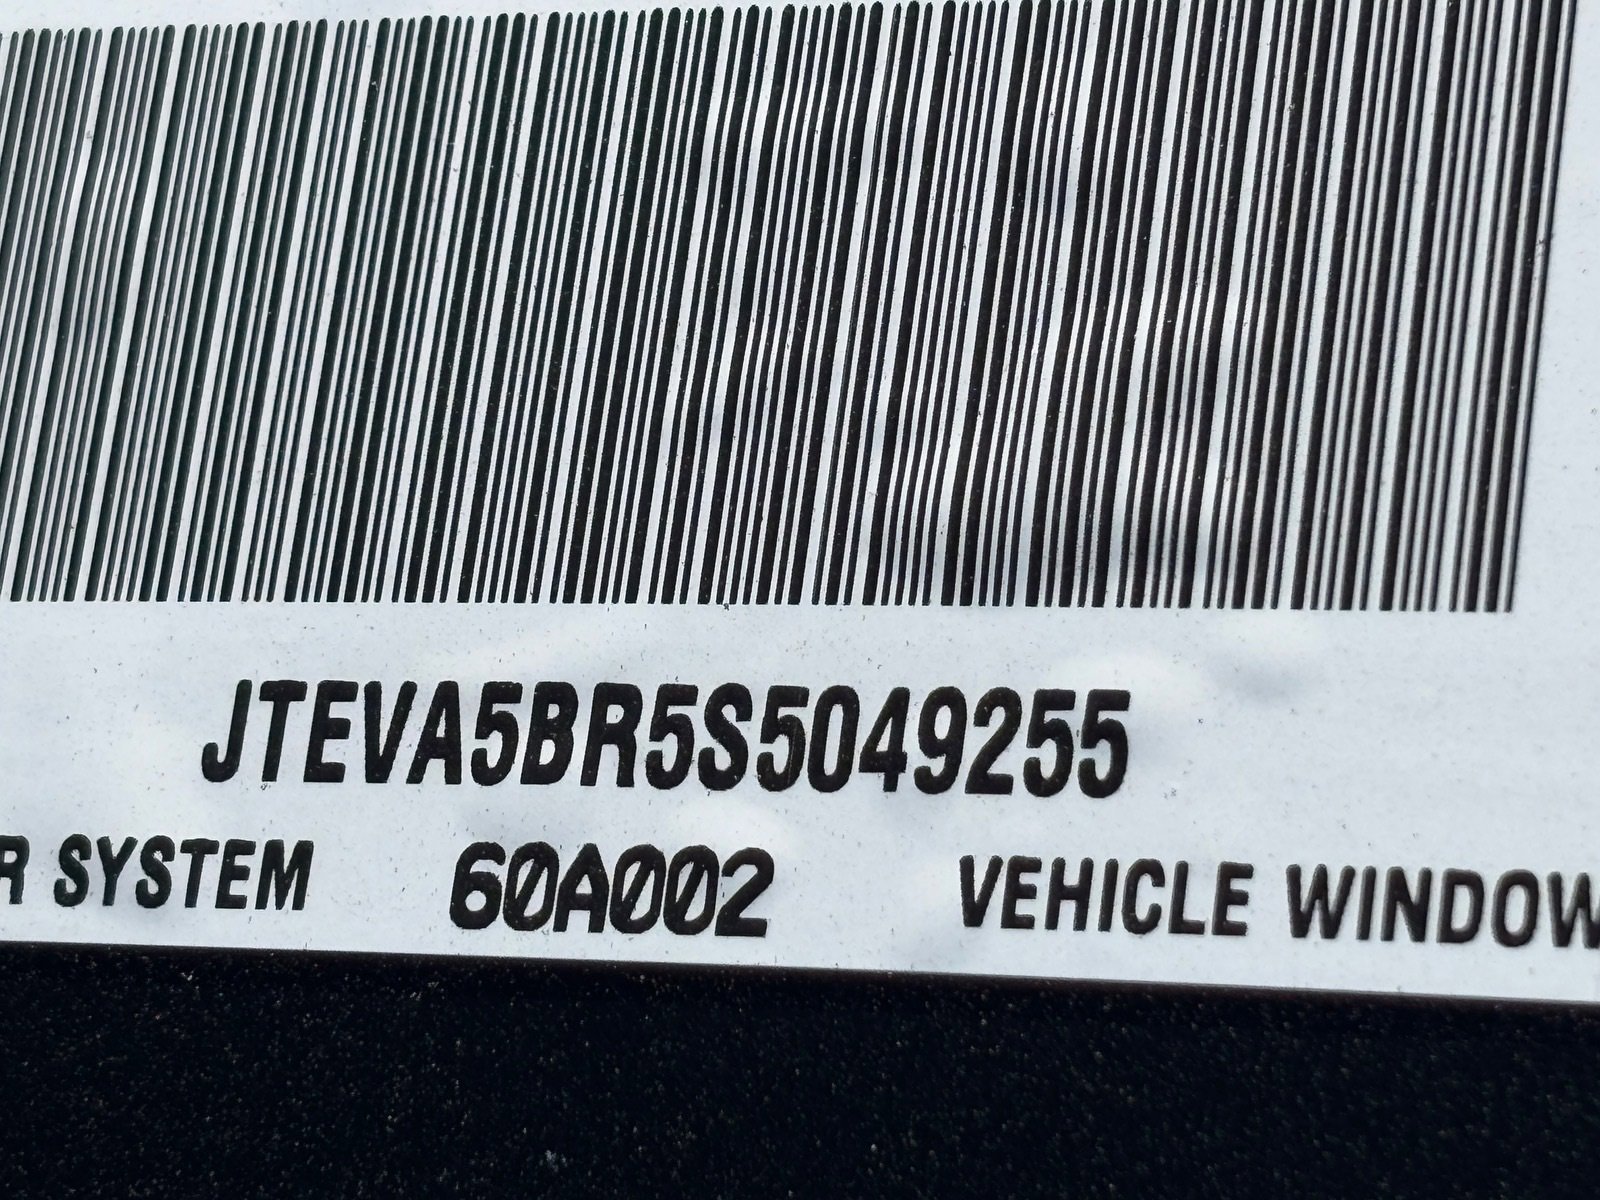 JTEVA5BR5S5049255
R SYSTEM 60A002 VEHICLE WINDOW